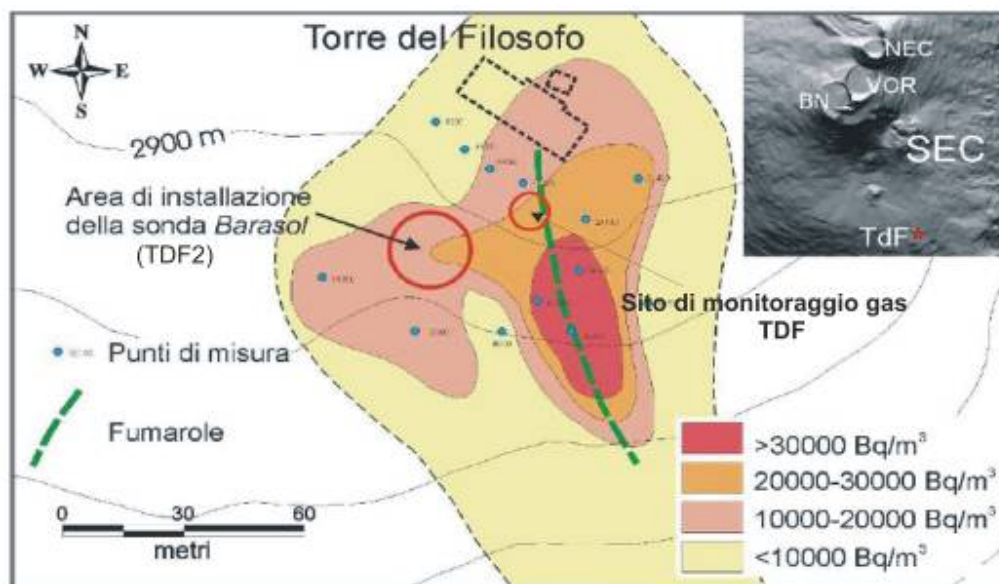 N
W E
S
Torre del Filosofo
2900 m
Area di installazione
della sonda Barasol
(TDF2)
Punti di misura
Fumarole
0 30 60
metri
Sito di monitoraggio gas
TDF
>30000 Bq/m³
20000-30000 Bq/m³
10000-20000 Bq/m³
<10000 Bq/m³
NEC
VOR
BN
SEC
TdF*